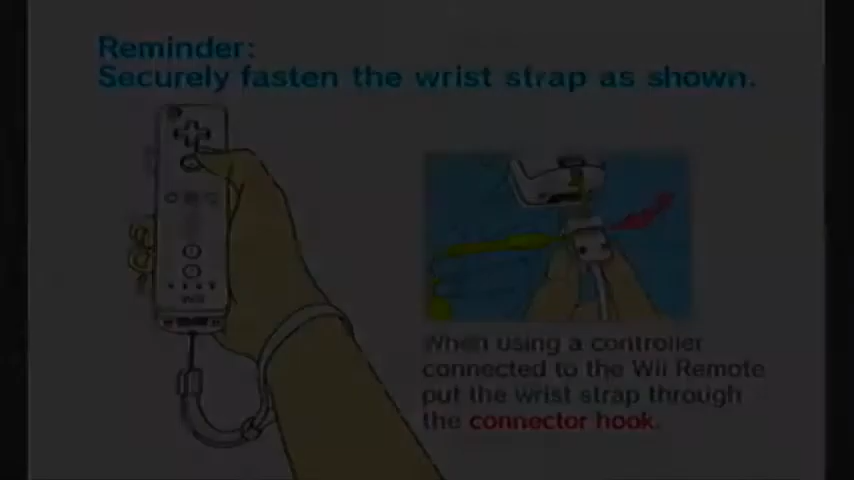 Reminder:
Securely fasten the wrist strap as shown.
When using a controller
connected to the Wii Remote
put the wrist strap through
the connector hook.
Wii